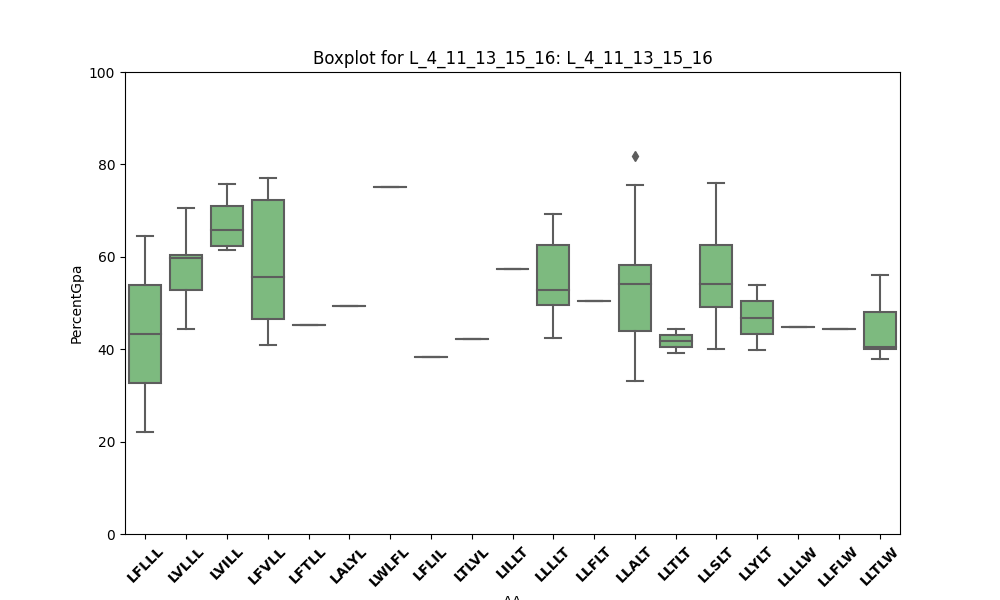 Boxplot for L_4_11_13_15_16: L_4_11_13_15_16
PercentGpa
100
80
60
40
20
0
LFLLL
LVLLL
LVILL
LFVLL
LFTLL
LALYL
LWLFL
LFLIL
LTLVL
LILLT
LLLLT
LLFLT
LLALT
LLTLT
LLSLT
LLYLT
LLLLW
LLFLW
LLTLW
AA